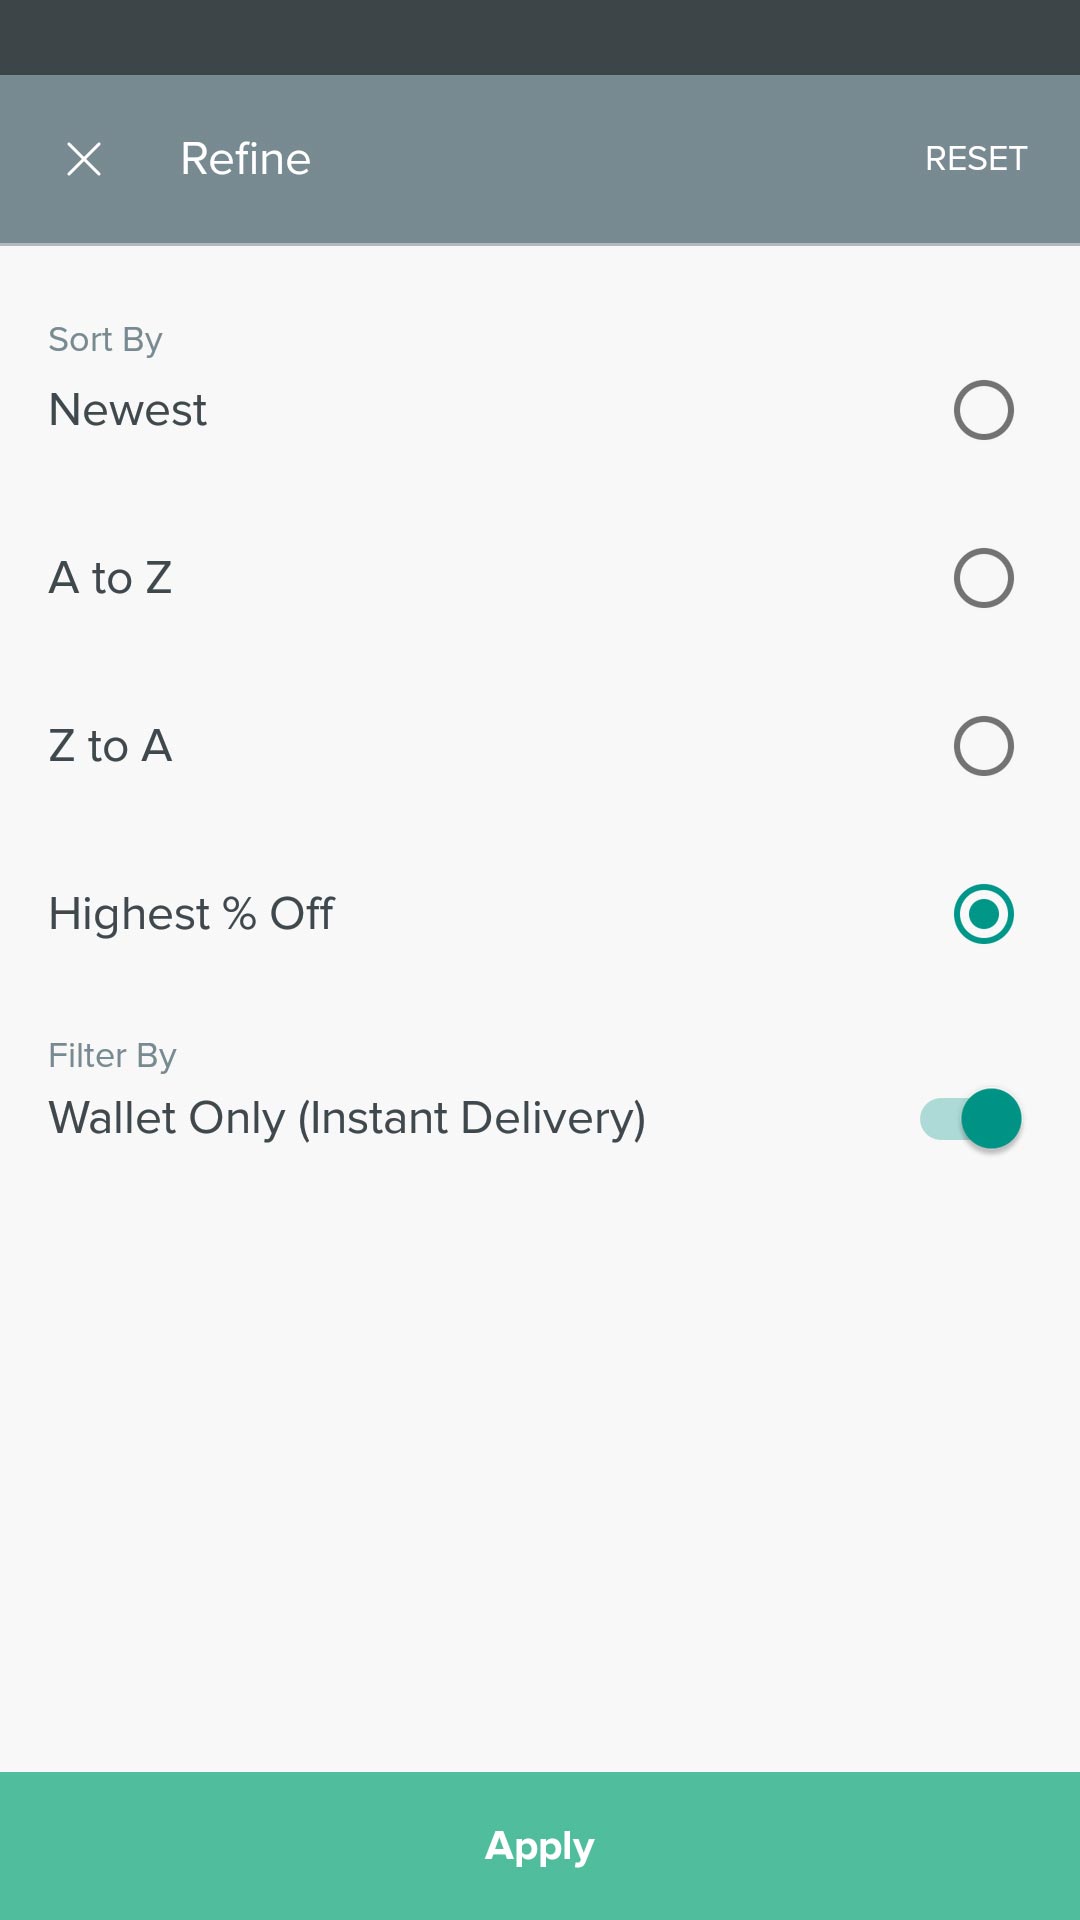 Refine
RESET
Sort By
Newest
A to Z
Z to A
Highest % Off
Filter By
Wallet Only (Instant Delivery)
Apply